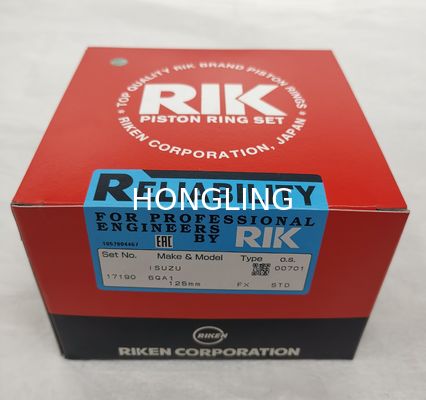 TOP QUALITY RIK BRAND PISTON RINGS
RIK
PISTON RING SET
RIKEN CORPORATION, JAPAN
RELIABILITY
HONGLING
FOR PROFESSIONAL
ENGINEERS
BY RIK
EAC
Set No. Make & Model Type o.s.
ISUZU 00701
17190 6QA1
125mm FX STD
RIKEN
RIKEN CORPORATION